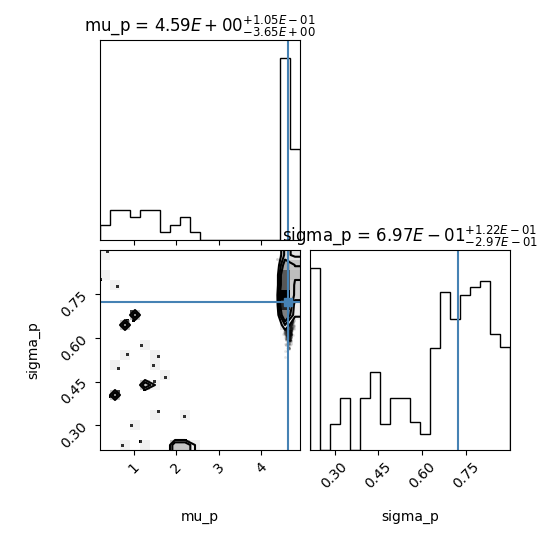 mu_p = 4.59E + 00+1.05E − 01 −3.65E + 00
sigma_p = 6.97E − 01+1.22E − 01 −2.97E − 01
sigma_p
0.75
0.60
0.45
0.30
1 2 3 4
0.30 0.45 0.60 0.75
mu_p sigma_p